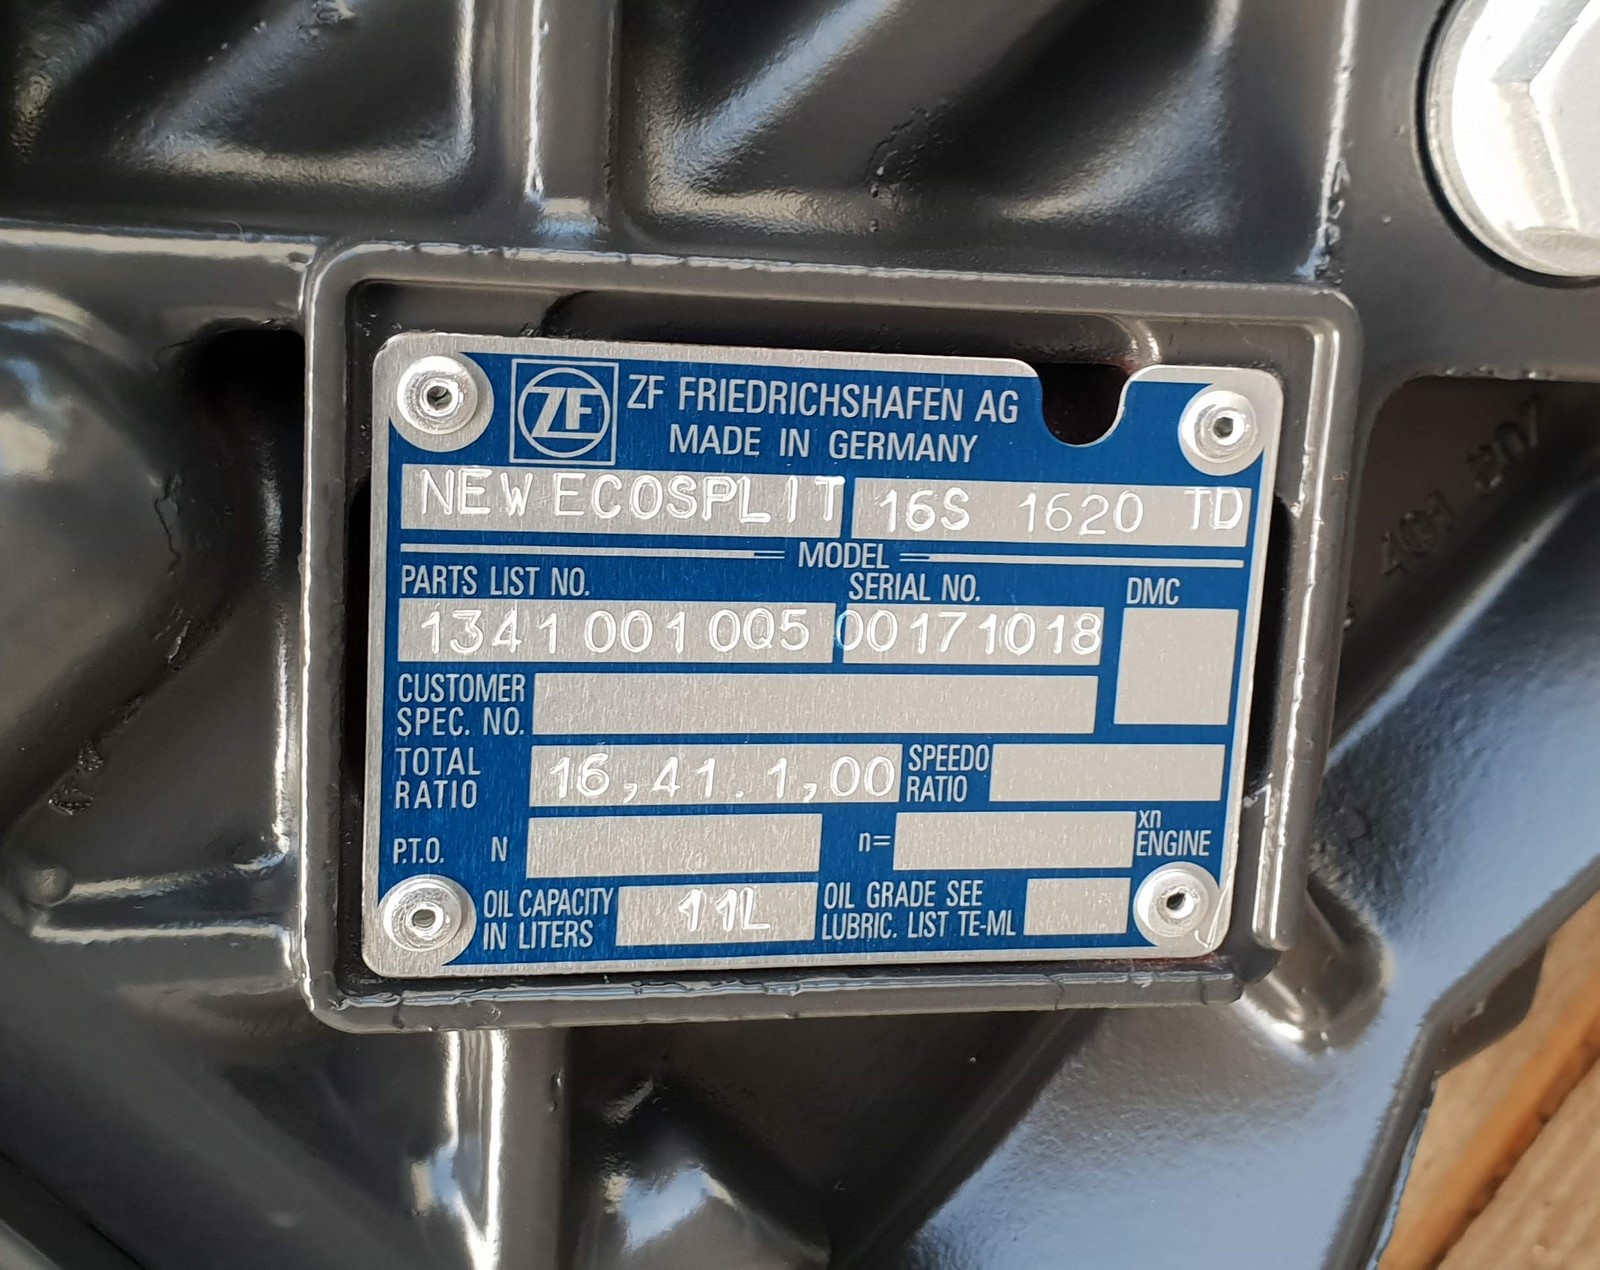 ZF
ZF FRIEDRICHSHAFEN AG
MADE IN GERMANY
NEW ECOSPLIT 16S 1620 TD
MODEL
PARTS LIST NO. SERIAL NO. DMC
1341 001 005 00171018
CUSTOMER
SPEC. NO.
TOTAL
RATIO
16,41.1,00
SPEEDO
RATIO
P.T.O. N n= xn
ENGINE
OIL CAPACITY
IN LITERS
11L
OIL GRADE SEE
LUBRIC. LIST TE-ML